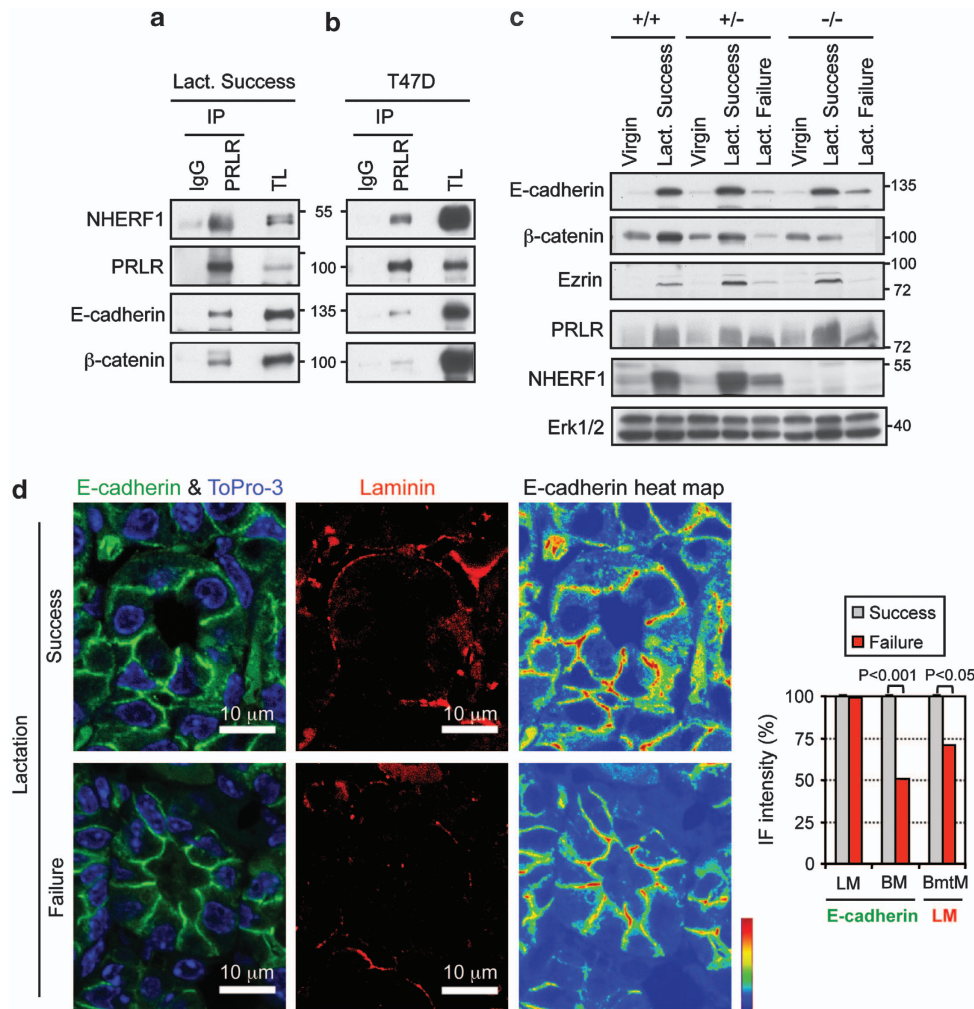 a
Lact. Success
IP
IgG
PRLR
TL
NHERF1
PRLR
E-cadherin
β-catenin
55
100
135
100
b
T47D
IP
IgG
PRLR
TL
c
+/+ +/- -/-
Virgin
Lact. Success
Virgin
Lact. Success
Lact. Failure
Virgin
Lact. Success
Lact. Failure
E-cadherin 135
β-catenin 100
Ezrin 100
72
PRLR 72
NHERF1 55
Erk1/2 40
d
E-cadherin & ToPro-3 Laminin E-cadherin heat map
Lactation
Success
10 μm 10 μm
Failure
10 μm 10 μm
Success
Failure
P<0.001 P<0.05
IF intensity (%)
100
75
50
25
0
LM BM BmtM
E-cadherin LM